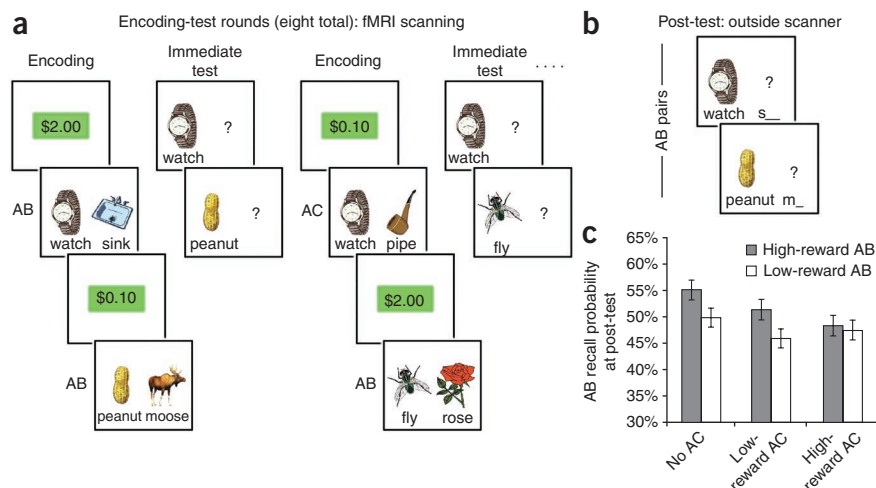 a
Encoding-test rounds (eight total): fMRI scanning
Encoding
Immediate
test
Encoding
Immediate
test
. . . .
$2.00
watch
?
$0.10
watch
?
AB
watch sink
peanut
?
AC
watch pipe
fly
?
$0.10
$2.00
AB
peanut moose
AB
fly rose
b
Post-test: outside scanner
AB pairs
?
watch s__
?
peanut m_
c
AB recall probability
at post-test
65%
60%
55%
50%
45%
40%
35%
30%
High-reward AB
Low-reward AB
No AC
Low-
reward AC
High-
reward AC